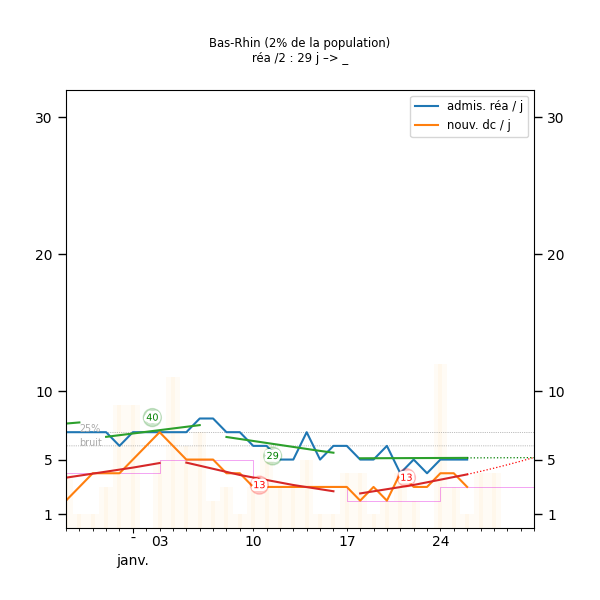 Bas-Rhin (2% de la population)
réa /2 : 29 j –> _
admis. réa / j
nouv. dc / j
30 30
20 20
10 10
5 5
1 1
25%
bruit
40
29
13
13
- 03 10 17 24
janv.